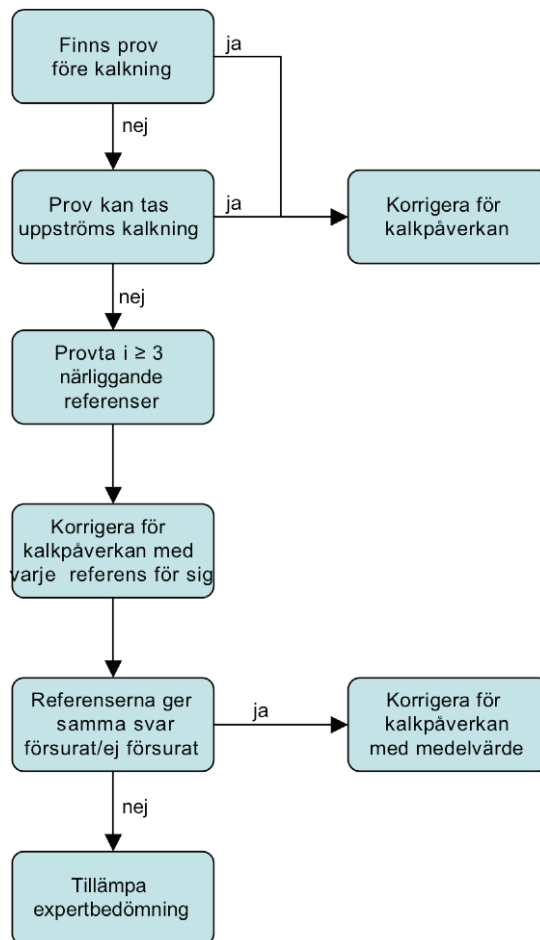 Finns prov
före kalkning
ja
nej
Prov kan tas
uppströms kalkning
ja
Korrigera för
kalkpåverkan
nej
Provta i ≥ 3
närliggande
referenser
Korrigera för
kalkpåverkan med
varje referens för sig
Referenserna ger
samma svar
försurat/ej försurat
ja
Korrigera för
kalkpåverkan
med medelvärde
nej
Tillämpa
expertbedömning